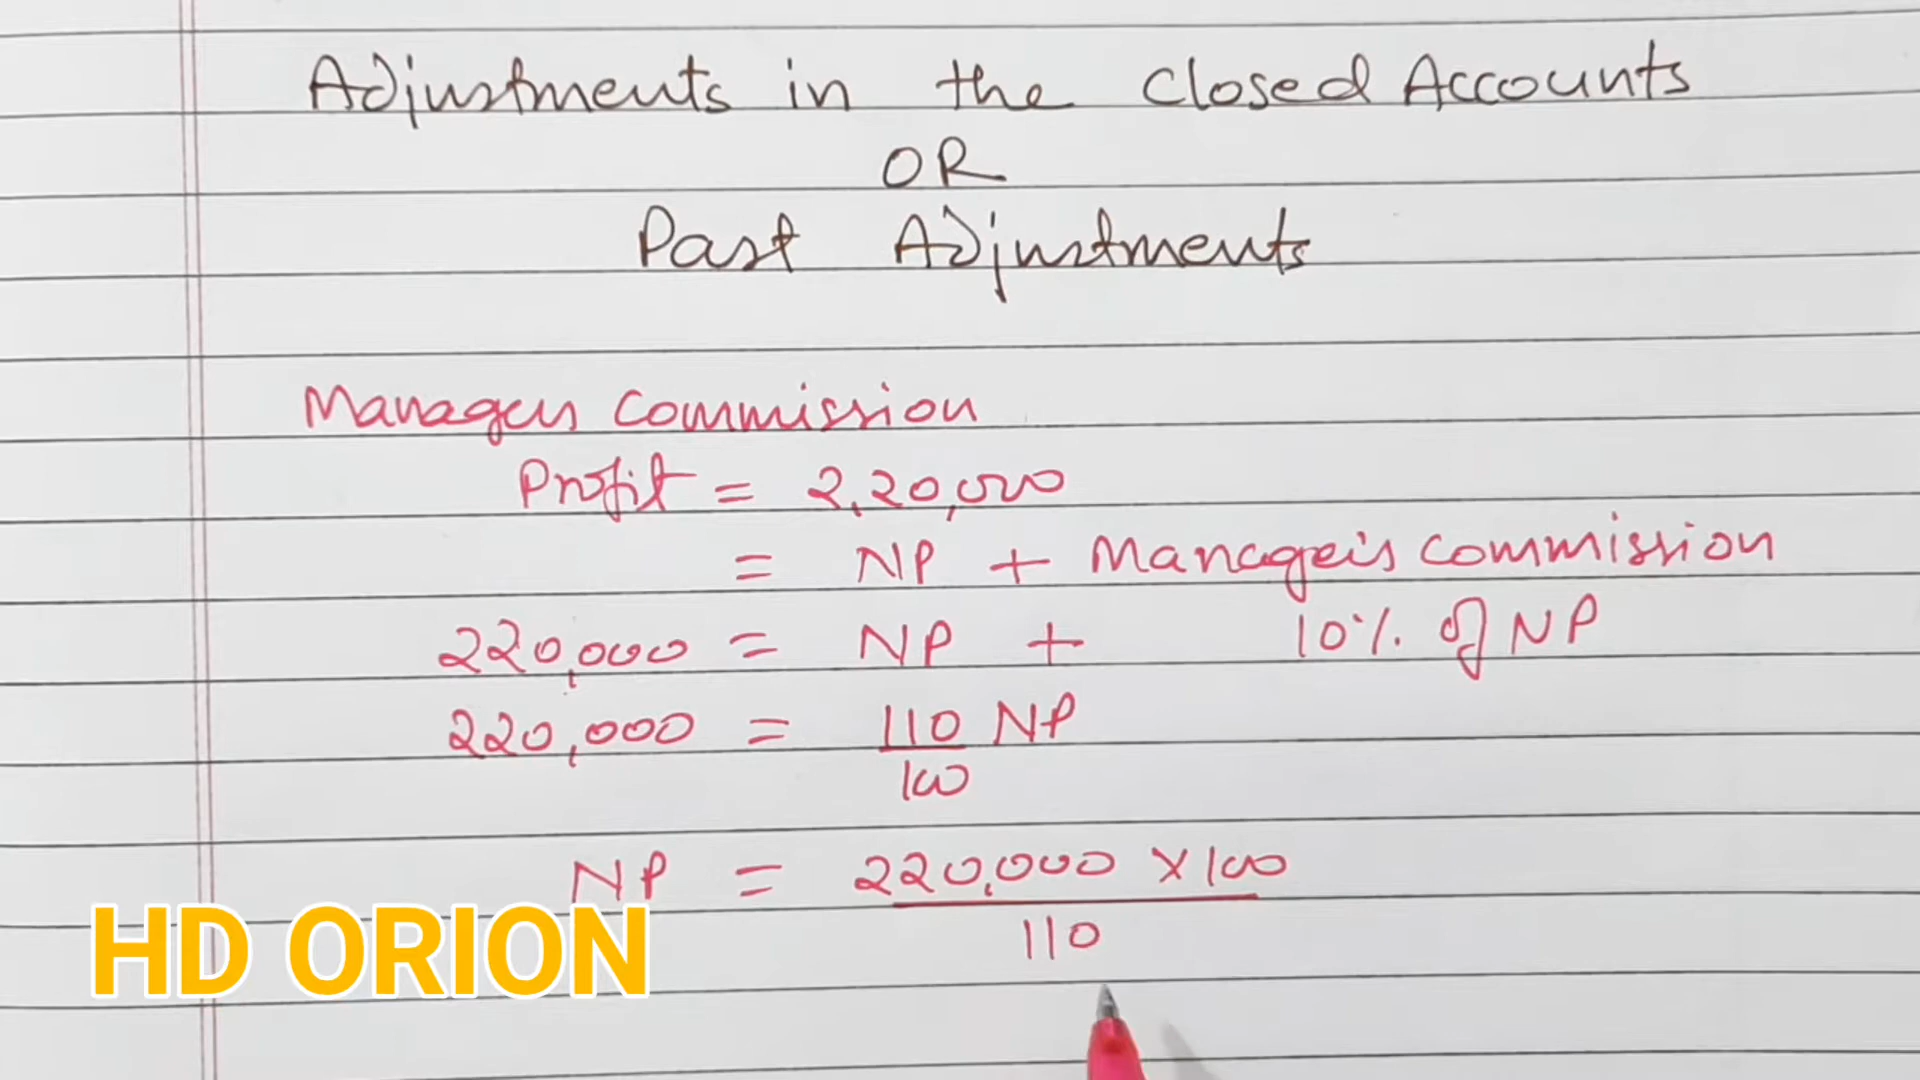 Adjustments in the Closed Accounts
OR
Past Adjustments
Managers Commission
Profit = 2,20,000
= NP + Manager's Commission
220,000 = NP + 10% of NP
220,000 = 110/100 NP
NP = 220,000 x 100
110
HD ORION